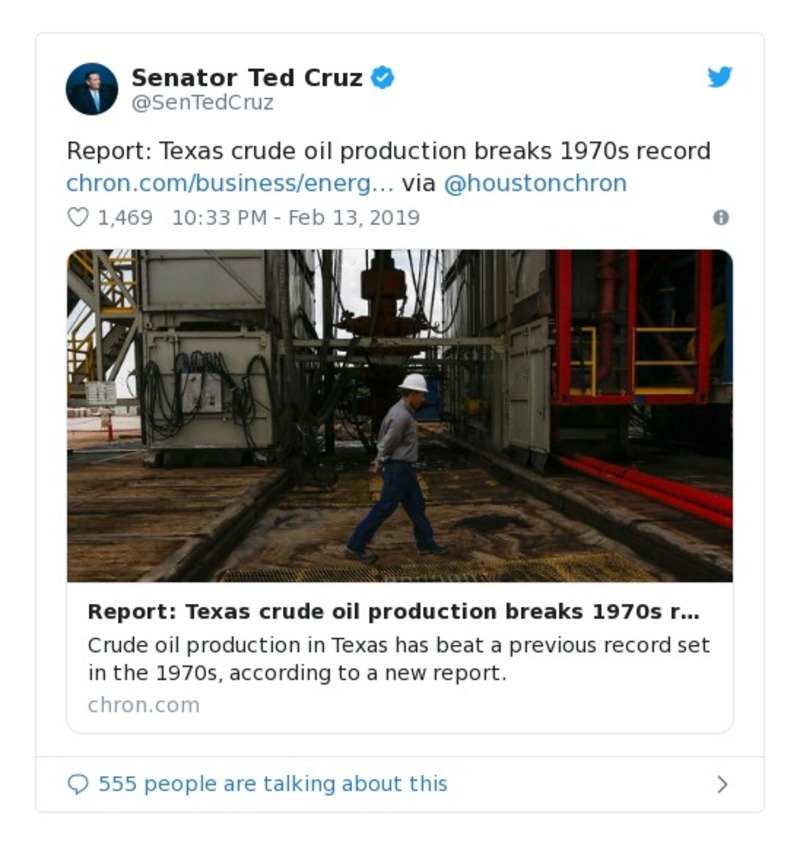 Senator Ted Cruz
@SenTedCruz
Report: Texas crude oil production breaks 1970s record
chron.com/business/energ… via @houstonchron
1,469 10:33 PM - Feb 13, 2019
Report: Texas crude oil production breaks 1970s r…
Crude oil production in Texas has beat a previous record set
in the 1970s, according to a new report.
chron.com
555 people are talking about this